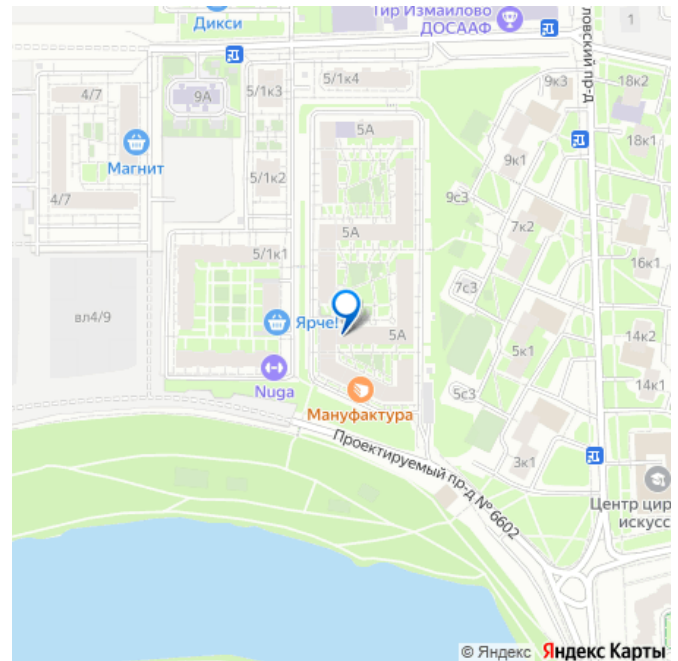 Дикси
Тир Измайлово
ДОСААФ
ловский пр-д
1
4/7
9А
5/1к3
5/1к4
9к3
18к2
Магнит
5А
9к1
18к1
4/7
5/1к2
9с3
5А
7к2
5/1к1
7с3
16к1
вл4/9
Ярче!
5А
5к1
14к2
Nuga
Мануфактура
5с3
14к1
Проектируемый пр-д № 6602
3к1
Центр цир
искусс
© Яндекс Яндекс Карты